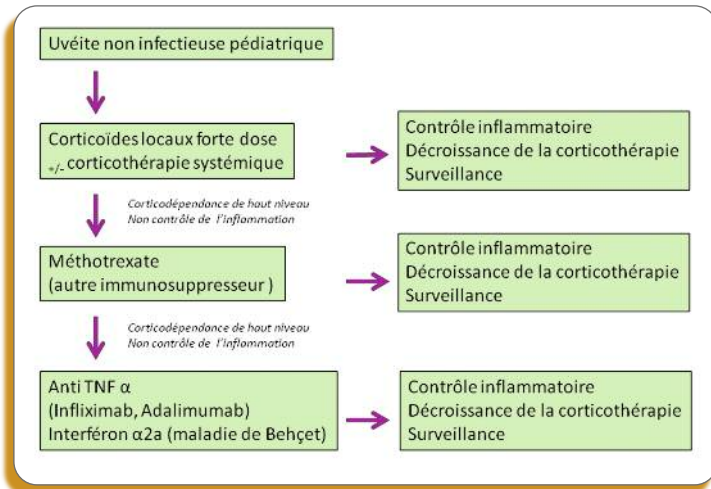 Uvéite non infectieuse pédiatrique
Corticoïdes locaux forte dose
+/- corticothérapie systémique
Contrôle inflammatoire
Décroissance de la corticothérapie
Surveillance
Corticodépendance de haut niveau
Non contrôle de l'inflammation
Méthotrexate
(autre immunosuppresseur )
Contrôle inflammatoire
Décroissance de la corticothérapie
Surveillance
Corticodépendance de haut niveau
Non contrôle de l'inflammation
Anti TNF α
(Infliximab, Adalimumab)
Interféron α2a (maladie de Behçet)
Contrôle inflammatoire
Décroissance de la corticothérapie
Surveillance